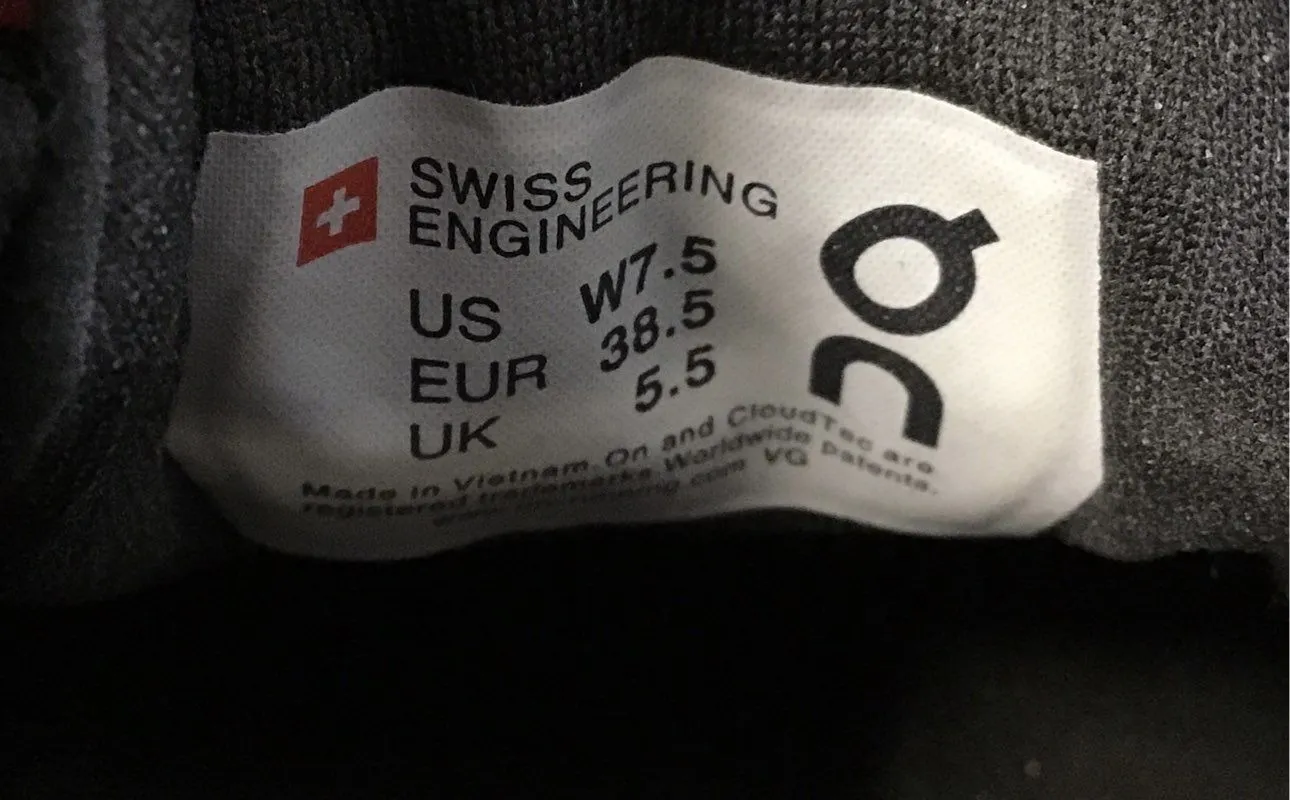 SWISS
ENGINEERING
US W7.5
EUR 38.5
UK 5.5
Made in Vietnam. On and CloudTec are
registered trademarks Worldwide patents.
VG
On